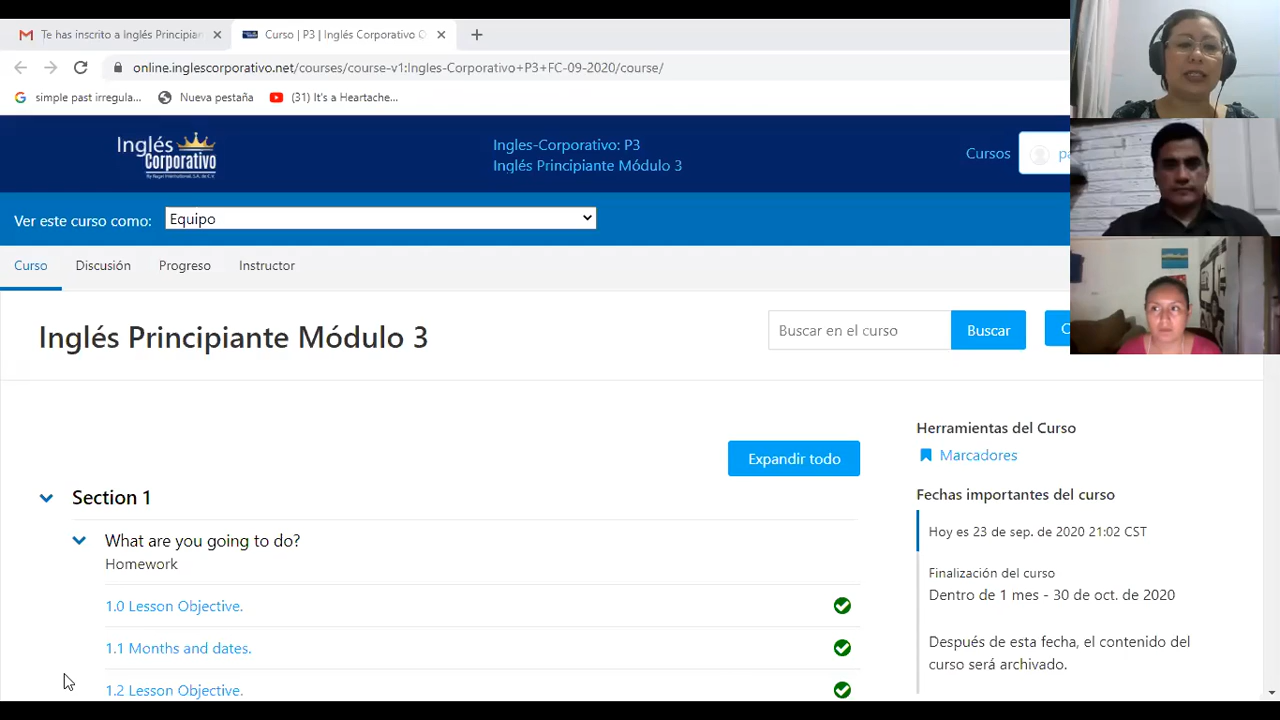 Te has inscrito a Inglés Principian
Curso | P3 | Inglés Corporativo
online.inglescorporativo.net/courses/course-v1:Ingles-Corporativo+P3+FC-09-2020/course/
simple past irregula...
Nueva pestaña
(31) It's a Heartache...
Inglés
Corporativo
Ingles-Corporativo: P3
Inglés Principiante Módulo 3
Cursos
Ver este curso como:
Equipo
Curso
Discusión
Progreso
Instructor
Inglés Principiante Módulo 3
Buscar en el curso
Buscar
Expandir todo
Section 1
What are you going to do?
Homework
1.0 Lesson Objective.
1.1 Months and dates.
1.2 Lesson Objective.
Herramientas del Curso
Marcadores
Fechas importantes del curso
Hoy es 23 de sep. de 2020 21:02 CST
Finalización del curso
Dentro de 1 mes - 30 de oct. de 2020
Después de esta fecha, el contenido del
curso será archivado.